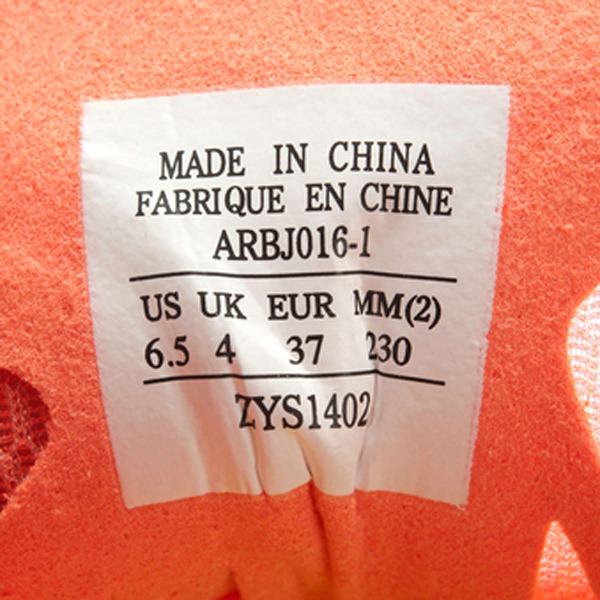 MADE IN CHINA
FABRIQUE EN CHINE
ARBJ016-1
US UK EUR MM(2)
6.5 4 37 230
ZYS1402